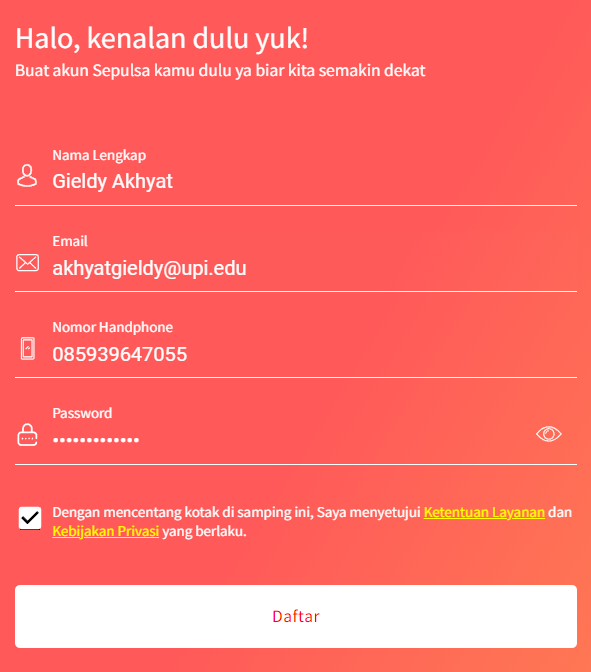 Halo, kenalan dulu yuk!
Buat akun Sepulsa kamu dulu ya biar kita semakin dekat
Nama Lengkap
Gieldy Akhyat
Email
akhyatgieldy@upi.edu
Nomor Handphone
085939647055
Password
•••••••••••••
Dengan mencentang kotak di samping ini, Saya menyetujui Ketentuan Layanan dan
Kebijakan Privasi yang berlaku.
Daftar